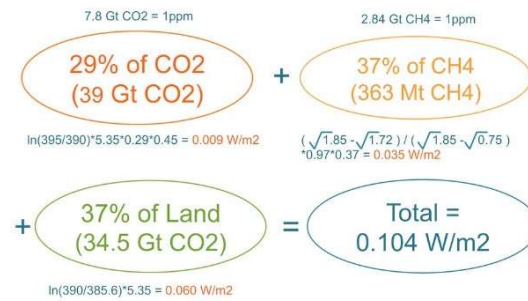 7.8 Gt CO2 = 1ppm
2.84 Gt CH4 = 1ppm
29% of CO2
(39 Gt CO2)
+
37% of CH4
(363 Mt CH4)
ln(395/390)*5.35*0.29*0.45 = 0.009 W/m2
(√1.85 -√1.72 ) / (√1.85 -√0.75 )
*0.97*0.37 = 0.035 W/m2
+
37% of Land
(34.5 Gt CO2)
=
Total =
0.104 W/m2
ln(390/385.6)*5.35 = 0.060 W/m2